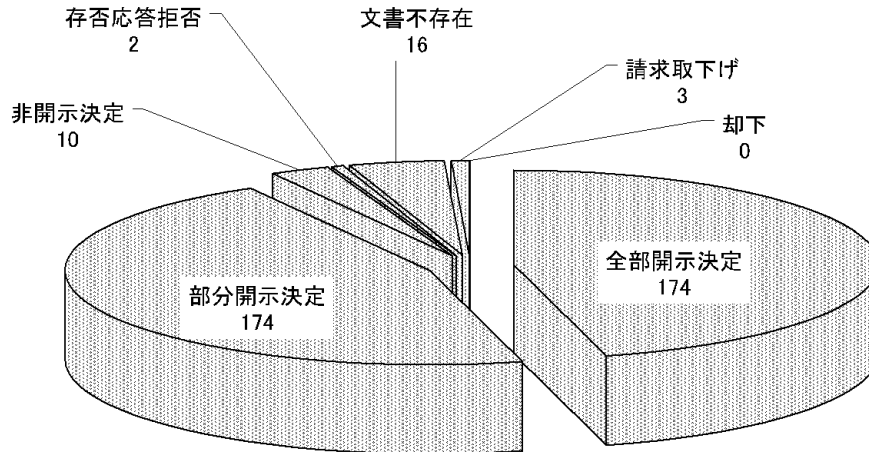 存否応答拒否
2
文書不存在
16
請求取下げ
3
非開示決定
10
却下
0
全部開示決定
174
部分開示決定
174